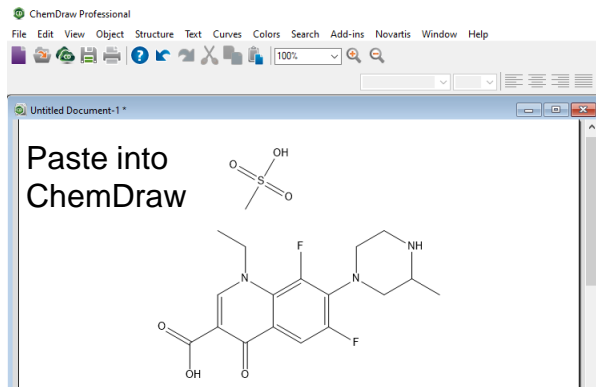 ChemDraw Professional
File Edit View Object Structure Text Curves Colors Search Add-ins Novartis Window Help
100%
Untitled Document-1 *
Paste into
ChemDraw
OH
O
S
O
F
NH
N
N
O
F
OH
O